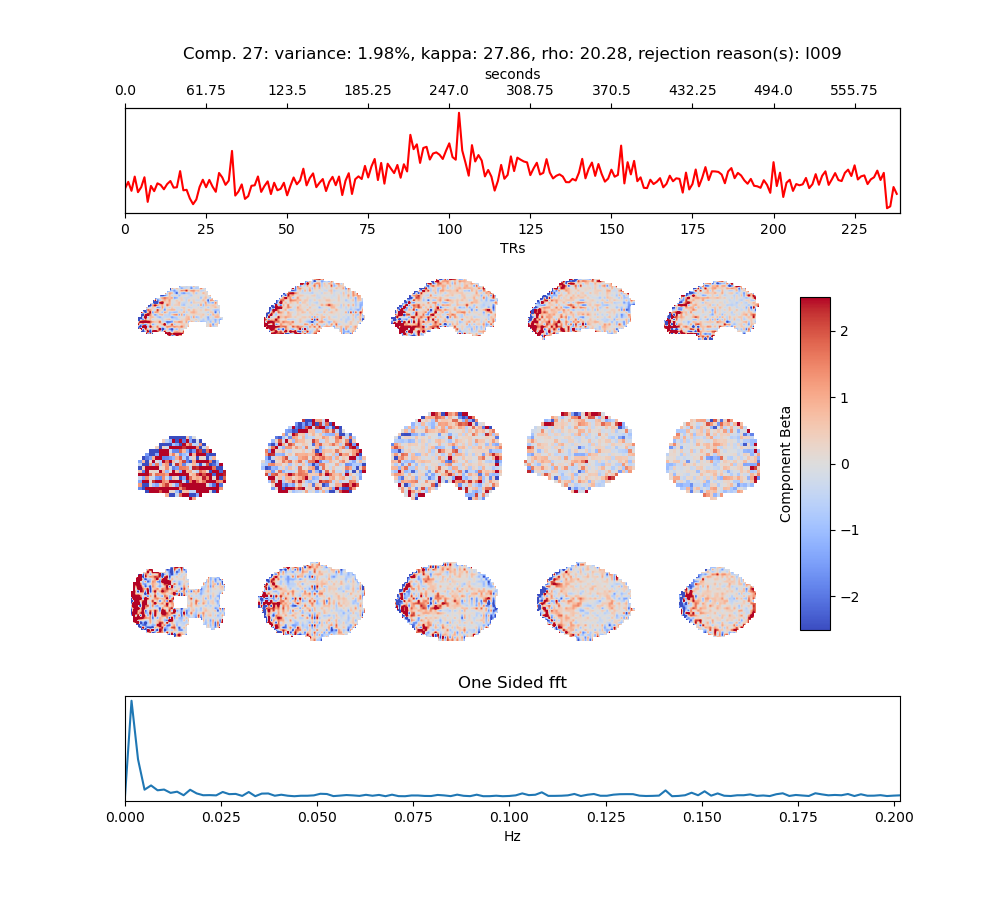 Comp. 27: variance: 1.98%, kappa: 27.86, rho: 20.28, rejection reason(s): I009
seconds
0.0 61.75 123.5 185.25 247.0 308.75 370.5 432.25 494.0 555.75
0 25 50 75 100 125 150 175 200 225
TRs
2
1
0
−1
−2
Component Beta
One Sided fft
0.000 0.025 0.050 0.075 0.100 0.125 0.150 0.175 0.200
Hz